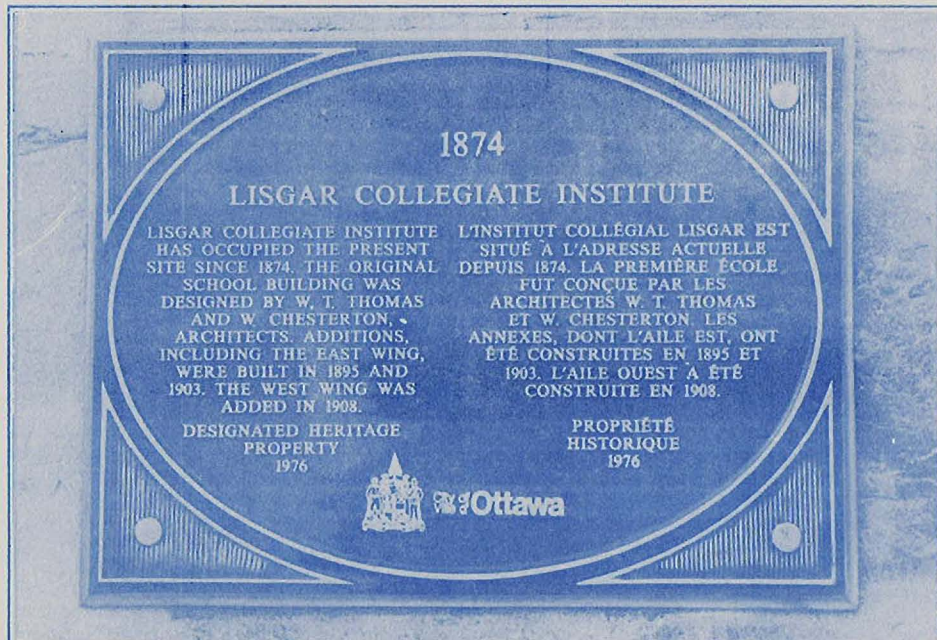 1874
LISGAR COLLEGIATE INSTITUTE
LISGAR COLLEGIATE INSTITUTE
HAS OCCUPIED THE PRESENT
SITE SINCE 1874. THE ORIGINAL
SCHOOL BUILDING WAS
DESIGNED BY W. T. THOMAS
AND W. CHESTERTON,
ARCHITECTS. ADDITIONS,
INCLUDING THE EAST WING,
WERE BUILT IN 1895 AND
1903. THE WEST WING WAS
ADDED IN 1908.
DESIGNATED HERITAGE
PROPERTY
1976
L'INSTITUT COLLÉGIAL LISGAR EST
SITUÉ À L'ADRESSE ACTUELLE
DEPUIS 1874. LA PREMIÈRE ÉCOLE
FUT CONÇUE PAR LES
ARCHITECTES W. T. THOMAS
ET W. CHESTERTON. LES
ANNEXES, DONT L'AILE EST, ONT
ÉTÉ CONSTRUITES EN 1895 ET
1903. L'AILE OUEST A ÉTÉ
CONSTRUITE EN 1908.
PROPRIÉTÉ
HISTORIQUE
1976
Ottawa